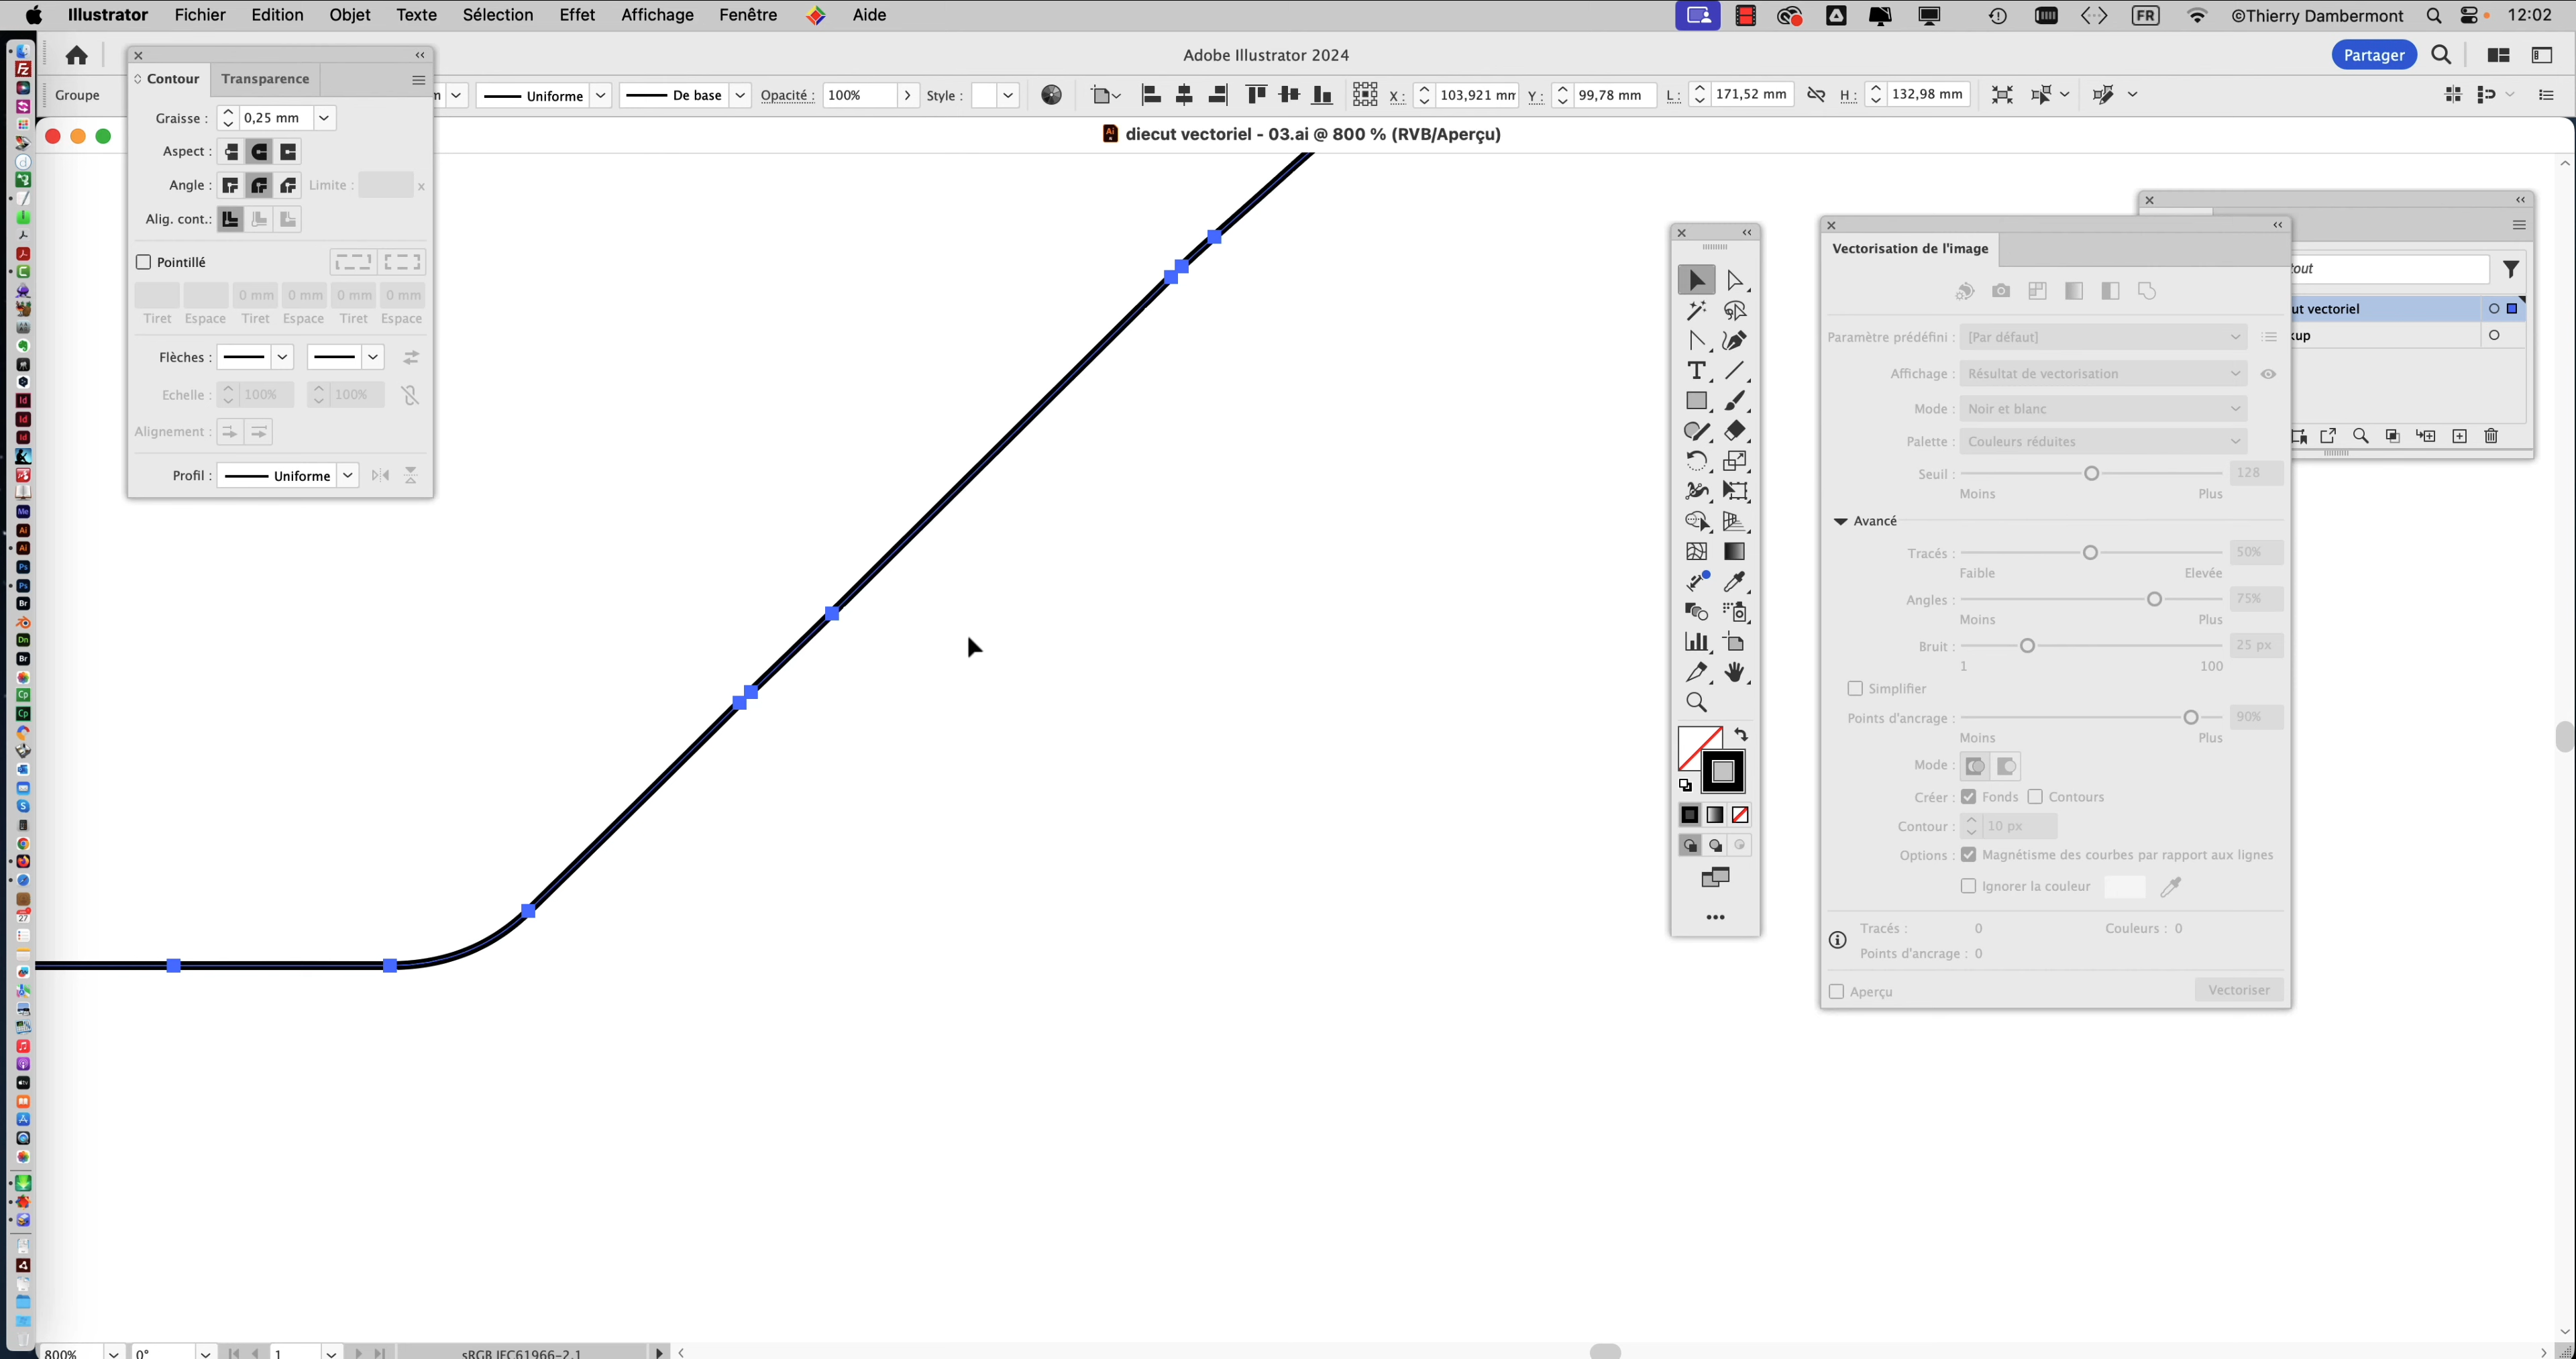 Illustrator Fichier Edition Objet Texte Sélection Effet Affichage Fenêtre Aide FR ©Thierry Dambermont 12:02
Adobe Illustrator 2024 Partager
Groupe Uniforme De base Opacité : 100% Style : X : 103,921 mm Y : 99,78 mm L : 171,52 mm H : 132,98 mm
diecut vectoriel - 03.ai @ 800 % (RVB/Aperçu)
Contour Transparence
Graisse : 0,25 mm
Aspect :
Angle : Limite : x
Alig. cont.:
Pointillé
0 mm 0 mm 0 mm 0 mm
Tiret Espace Tiret Espace Tiret Espace
Flèches :
Echelle : 100% 100%
Alignement :
Profil : Uniforme
Vectorisation de l'image
Paramètre prédéfini : [Par défaut]
Affichage : Résultat de vectorisation
Mode : Noir et blanc
Palette : Couleurs réduites
Seuil : 128
Moins Plus
Avancé
Tracés : 50%
Faible Elevée
Angles : 75%
Moins Plus
Bruit : 25 px
1 100
Simplifier
Points d'ancrage : 90%
Moins Plus
Mode :
Créer : Fonds Contours
Contour : 10 px
Options : Magnétisme des courbes par rapport aux lignes
Ignorer la couleur
Tracés : 0 Couleurs : 0
Points d'ancrage : 0
Aperçu Vectoriser
tout
ut vectoriel
kup
800% 0° 1 sRGB IEC61966-2.1